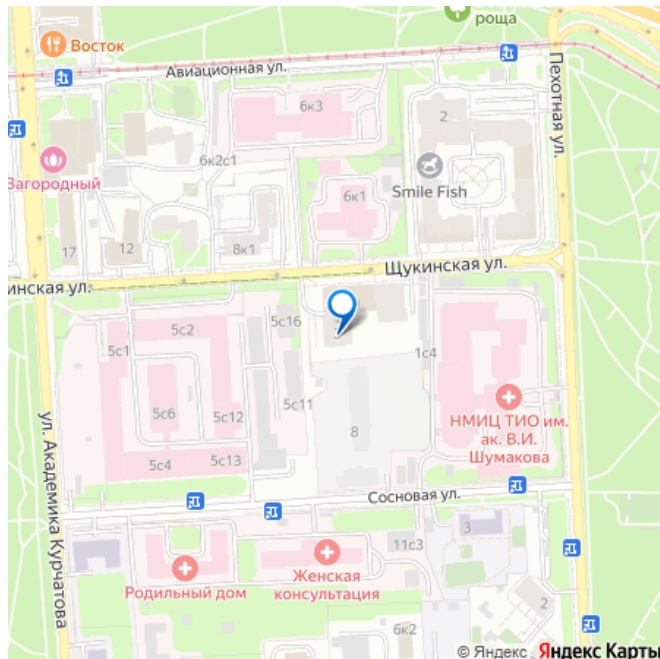 роща
Восток
Авиационная ул.
Пехотная ул.
6к3
2
6к2с1
Загородный
Smile Fish
6к1
17
12
8к1
Щукинская ул.
инская ул.
5с16
5с2
5с1
1с4
5с6
5с11
5с12
НМИЦ ТИО им.
ак. В.И.
Шумакова
8
5с4
5с13
ул. Академика Курчатова
Сосновая ул.
3
11с3
Родильный дом
Женская
консультация
2
6к2
© Яндекс Яндекс Карты